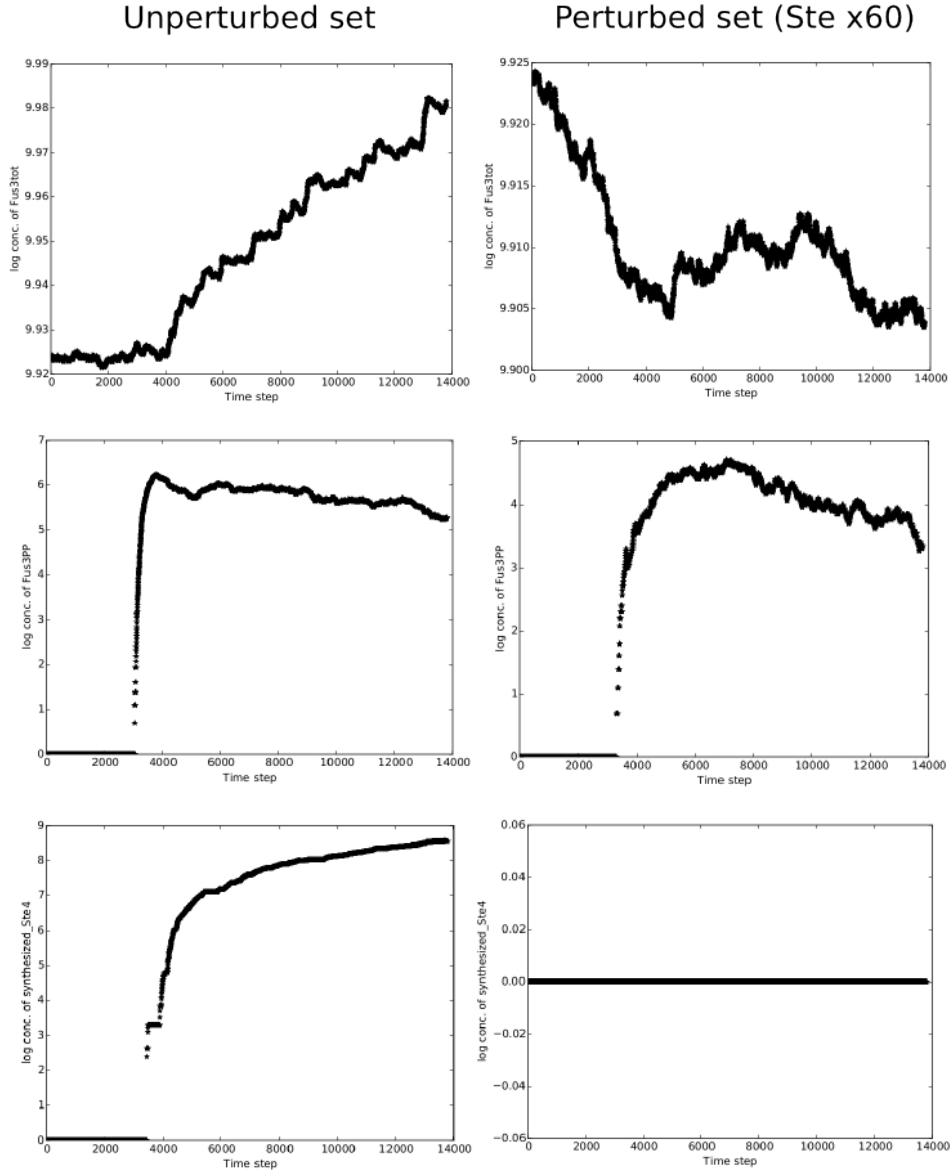 Unperturbed set
Perturbed set (Ste x60)
9.99
9.98
9.97
9.96
9.95
9.94
9.93
9.92
log conc. of Fus3tot
0 2000 4000 6000 8000 10000 12000 14000
Time step
9.925
9.920
9.915
9.910
9.905
9.900
log conc. of Fus3tot
0 2000 4000 6000 8000 10000 12000 14000
Time step
7
6
5
4
3
2
1
0
log conc. of Fus3PP
0 2000 4000 6000 8000 10000 12000 14000
Time step
5
4
3
2
1
0
log conc. of Fus3PP
0 2000 4000 6000 8000 10000 12000 14000
Time step
9
8
7
6
5
4
3
2
1
0
log conc. of synthesized_Ste4
0 2000 4000 6000 8000 10000 12000 14000
Time step
0.06
0.04
0.02
0.00
−0.02
−0.04
−0.06
log conc. of synthesized_Ste4
0 2000 4000 6000 8000 10000 12000 14000
Time step